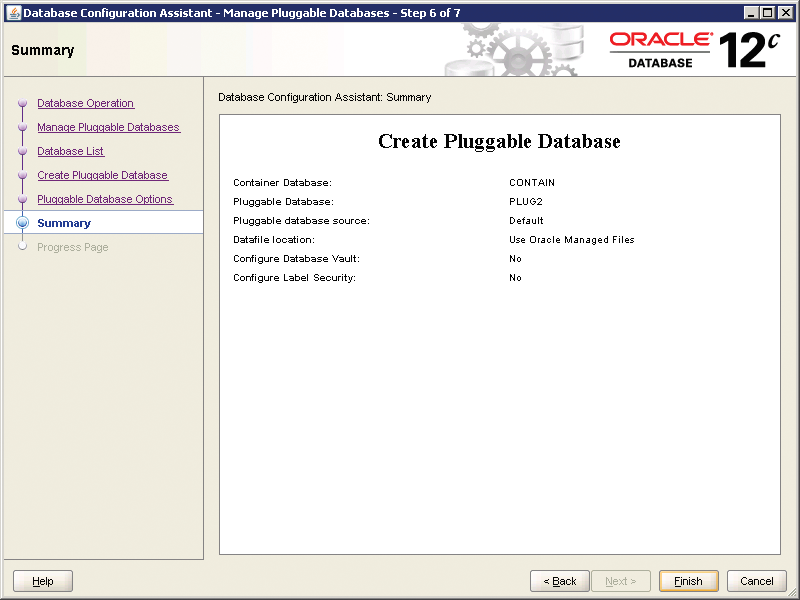 Database Configuration Assistant - Manage Pluggable Databases - Step 6 of 7
Summary
ORACLE
DATABASE
12c
Database Operation
Manage Pluggable Databases
Database List
Create Pluggable Database
Pluggable Database Options
Summary
Progress Page
Database Configuration Assistant: Summary
Create Pluggable Database
Container Database: CONTAIN
Pluggable Database: PLUG2
Pluggable database source: Default
Datafile location: Use Oracle Managed Files
Configure Database Vault: No
Configure Label Security: No
Help < Back Next > Finish Cancel